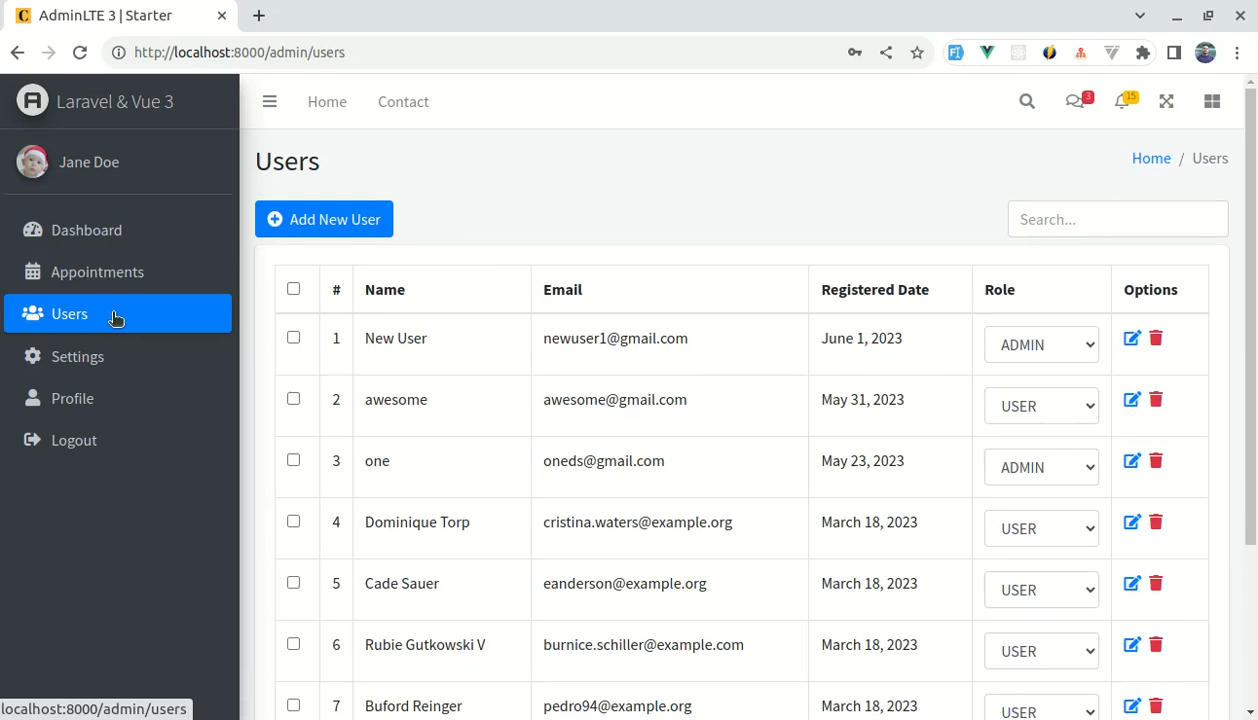 C AdminLTE 3 | Starter
http://localhost:8000/admin/users
A Laravel & Vue 3
Home Contact
3 15
Jane Doe
Users
Home / Users
Dashboard
Appointments
Users
Settings
Profile
Logout
Add New User Search...
# Name Email Registered Date Role Options
1 New User newuser1@gmail.com June 1, 2023 ADMIN
2 awesome awesome@gmail.com May 31, 2023 USER
3 one oneds@gmail.com May 23, 2023 ADMIN
4 Dominique Torp cristina.waters@example.org March 18, 2023 USER
5 Cade Sauer eanderson@example.org March 18, 2023 USER
6 Rubie Gutkowski V burnice.schiller@example.com March 18, 2023 USER
7 Buford Reinger pedro94@example.org March 18, 2023 USER
localhost:8000/admin/users